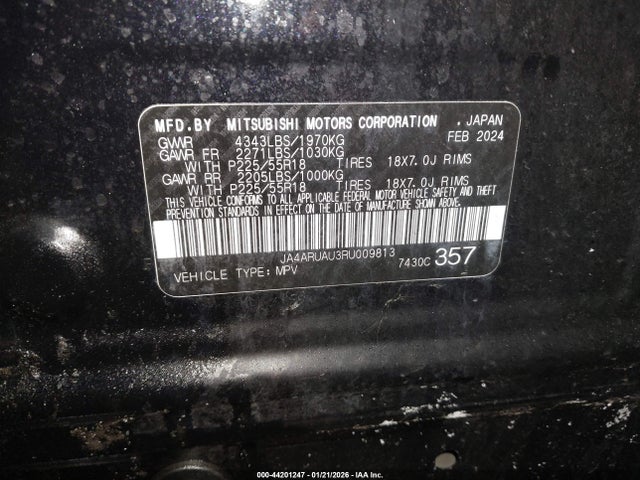 MFD.BY MITSUBISHI MOTORS CORPORATION , JAPAN
GVWR 4343LBS/1970KG FEB 2024
GAWR FR 2271LBS/1030KG
WITH P225/55R18 TIRES 18X7.0J RIMS
GAWR RR 2205LBS/1000KG
WITH P225/55R18 TIRES 18X7.0J RIMS
THIS VEHICLE CONFORMS TO ALL APPLICABLE FEDERAL MOTOR VEHICLE SAFETY AND THEFT
PREVENTION STANDARDS IN EFFECT ON THE DATE OF MANUFACTURE SHOWN ABOVE.
JA4ARUAU3RU009813
VEHICLE TYPE: MPV 7430C 357
000-44201247 - 01/21/2026 - © IAA Inc.